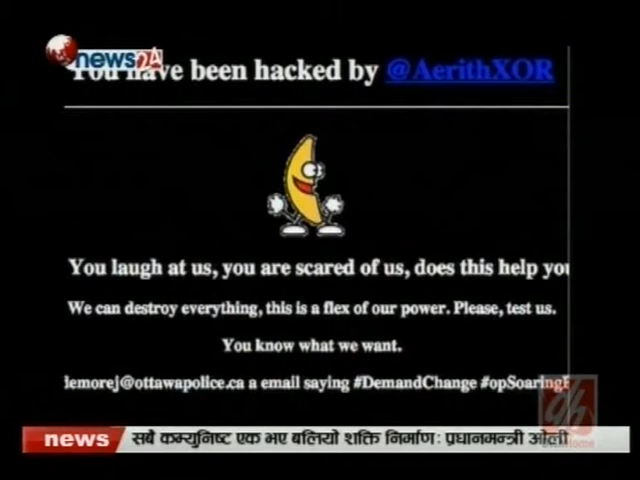 news24
You have been hacked by @AerithXOR
You laugh at us, you are scared of us, does this help you
We can destroy everything, this is a flex of our power. Please, test us.
You know what we want.
lemorej@ottawapolice.ca a email saying #DemandChange #opSoaring
DishHome
news सबै कम्युनिष्ट एक भए बलियो शक्ति निर्माण: प्रधानमन्त्री ओली